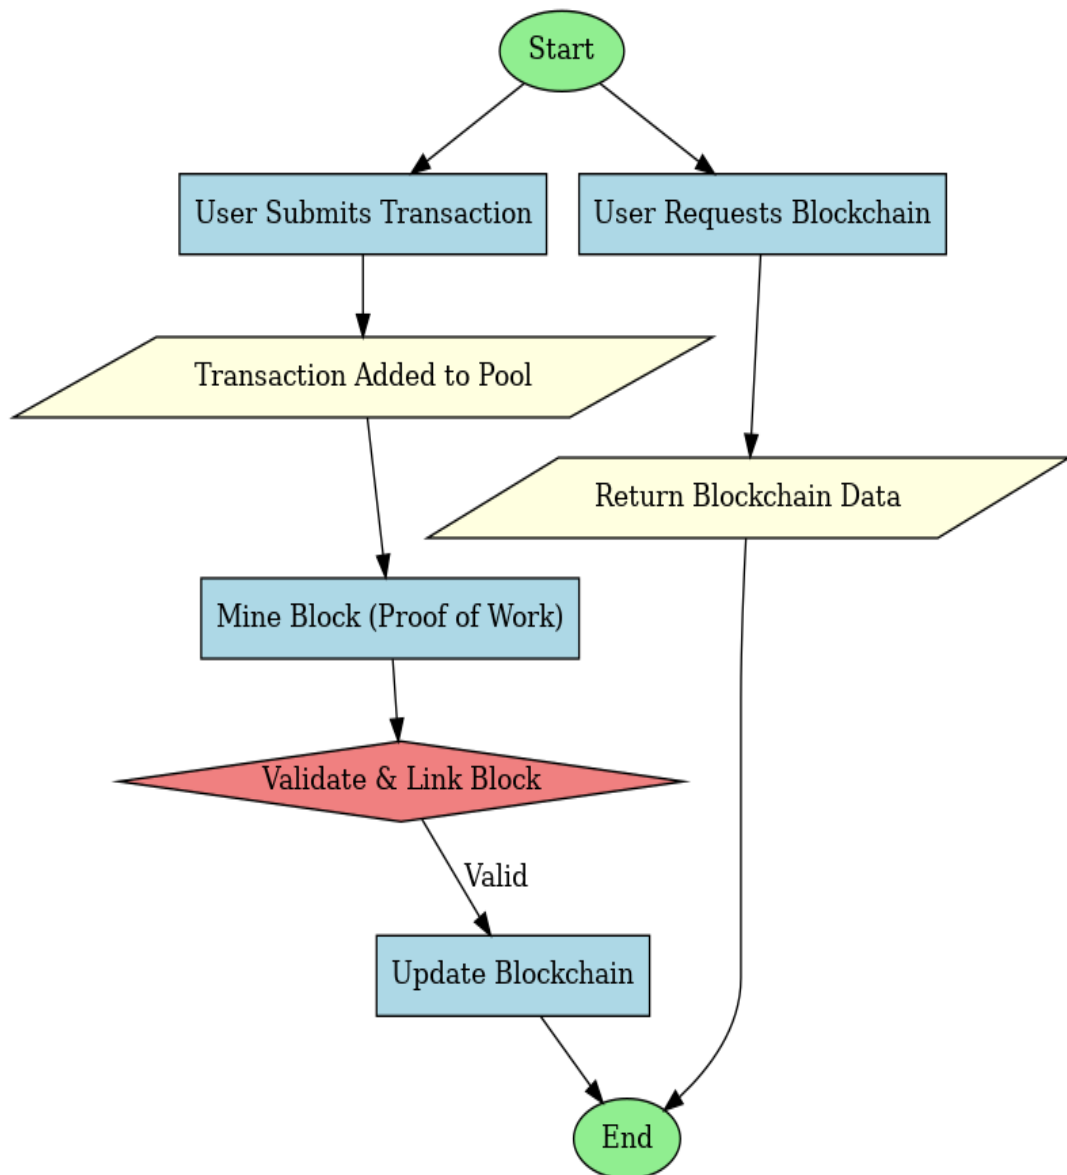 Start
User Submits Transaction
User Requests Blockchain
Transaction Added to Pool
Return Blockchain Data
Mine Block (Proof of Work)
Validate & Link Block
Valid
Update Blockchain
End